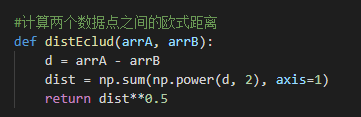 #计算两个数据点之间的欧式距离
def distEclud(arrA, arrB):
    d = arrA - arrB
    dist = np.sum(np.power(d, 2), axis=1)
    return dist**0.5